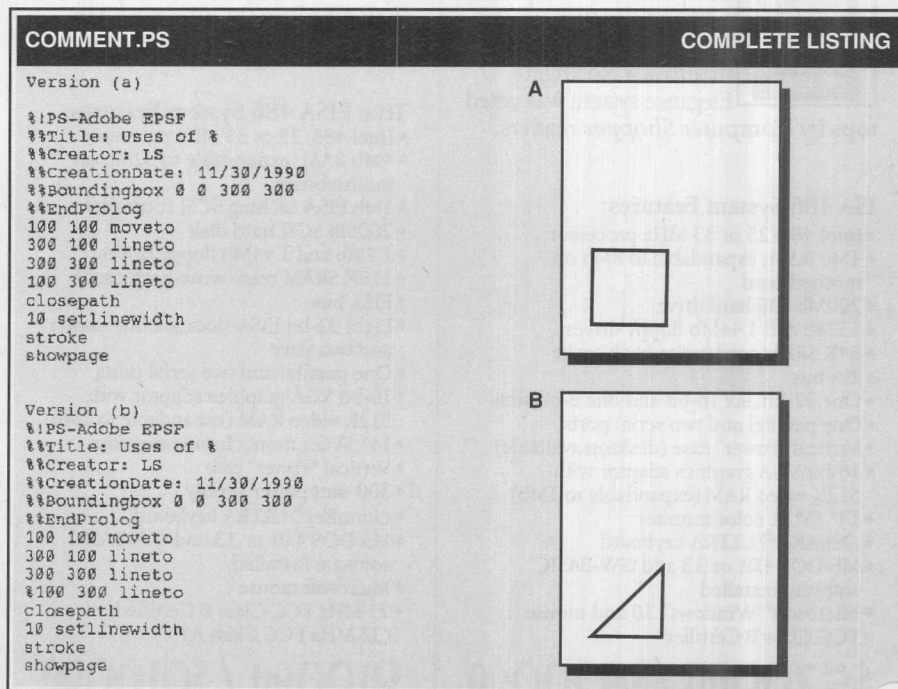 COMMENT.PS
COMPLETE LISTING
Version (a)
%!PS-Adobe EPSF
%%Title: Uses of %
%%Creator: LS
%%CreationDate: 11/30/1990
%%Boundingbox 0 0 300 300
%%EndProlog
100 100 moveto
300 100 lineto
300 300 lineto
100 300 lineto
closepath
10 setlinewidth
stroke
showpage
Version (b)
%!PS-Adobe EPSF
%%Title: Uses of %
%%Creator: LS
%%CreationDate: 11/30/1990
%%Boundingbox 0 0 300 300
%%EndProlog
100 100 moveto
300 100 lineto
300 300 lineto
%100 300 lineto
closepath
10 setlinewidth
stroke
showpage
A
B